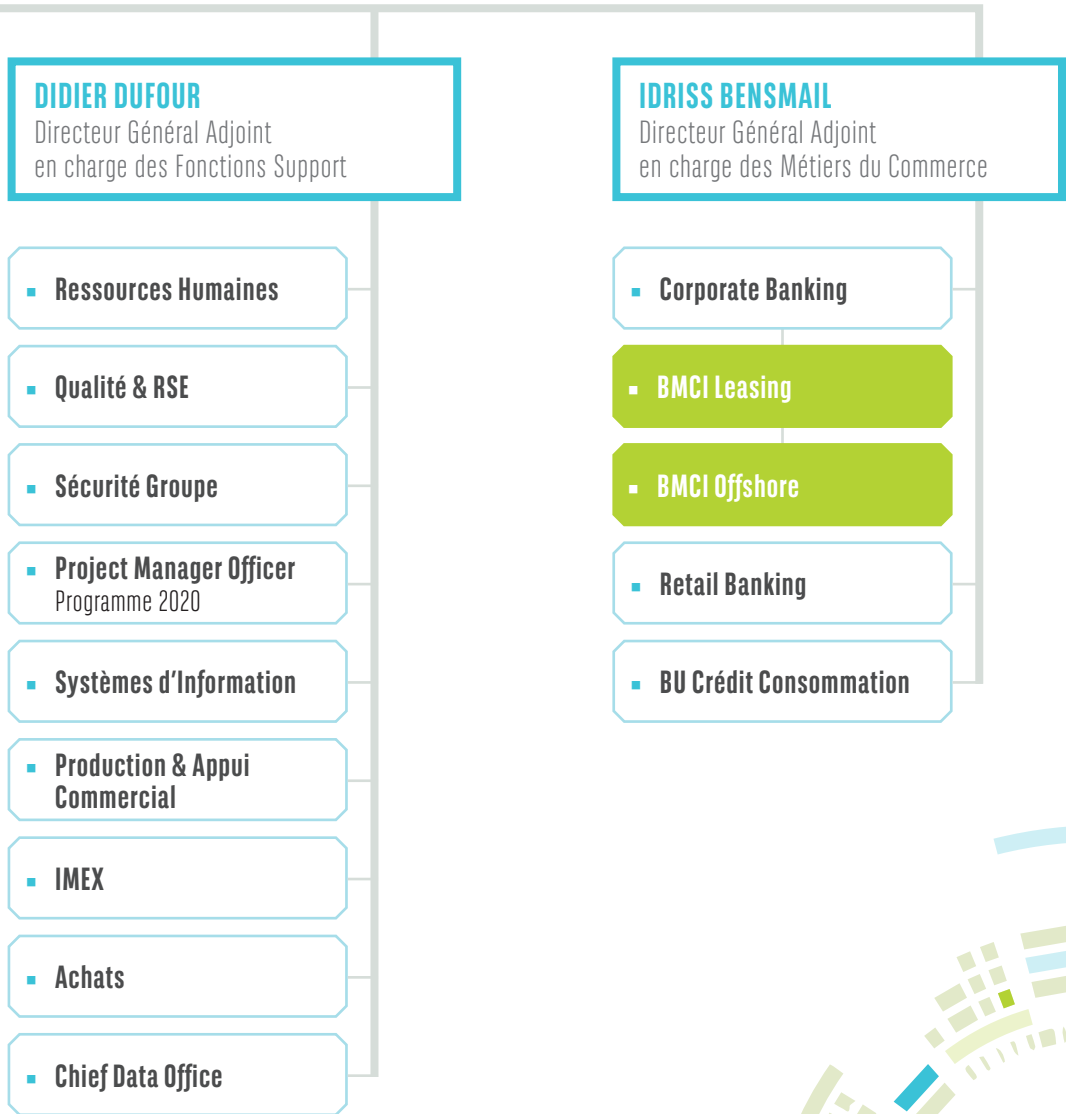 DIDIER DUFOUR
Directeur Général Adjoint
en charge des Fonctions Support
Ressources Humaines
Qualité & RSE
Sécurité Groupe
Project Manager Officer
Programme 2020
Systèmes d'Information
Production & Appui
Commercial
IMEX
Achats
Chief Data Office
IDRISS BENSMAIL
Directeur Général Adjoint
en charge des Métiers du Commerce
Corporate Banking
BMCI Leasing
BMCI Offshore
Retail Banking
BU Crédit Consommation